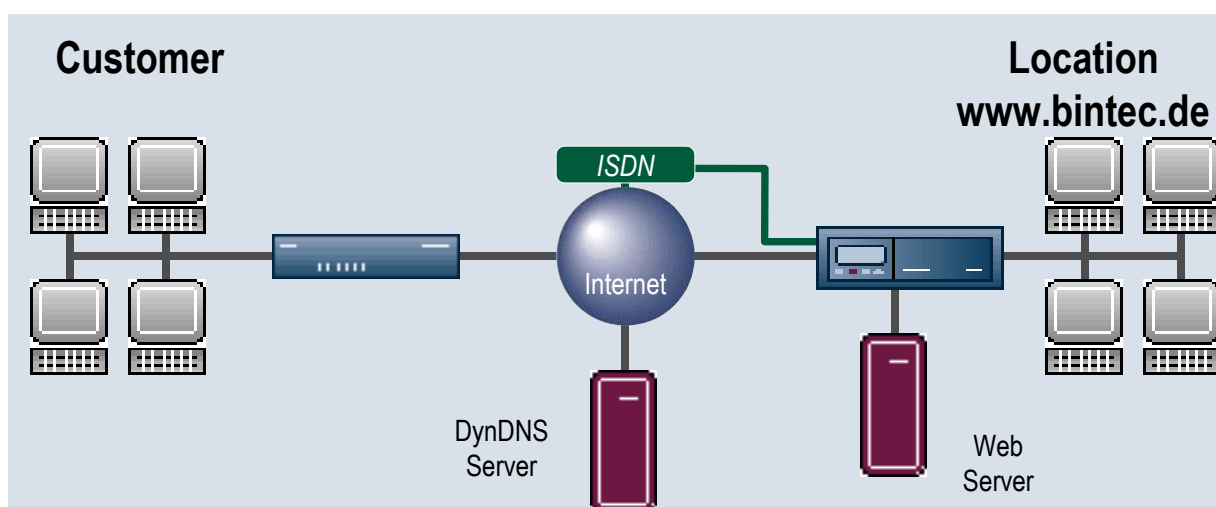 Customer
Location
www.bintec.de
ISDN
Internet
DynDNS
Server
Web
Server